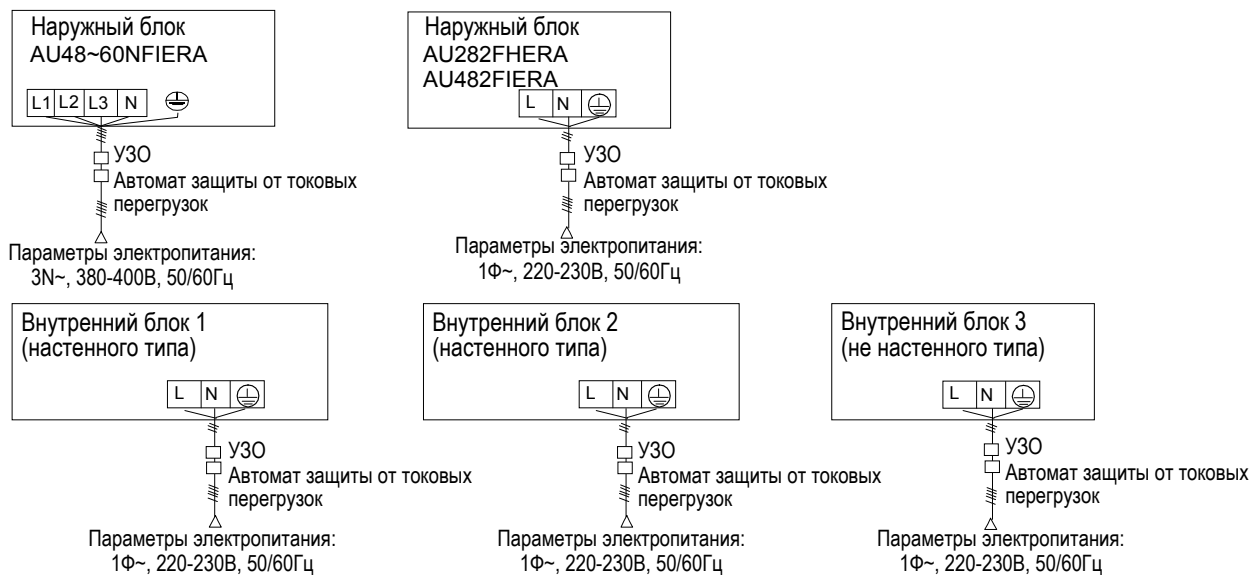 Наружный блок
AU48~60NFIERA
L1 L2 L3 N
УЗО
Автомат защиты от токовых
перегрузок
Параметры электропитания:
3N~, 380-400В, 50/60Гц
Наружный блок
AU282FHERA
AU482FIERA
L N
УЗО
Автомат защиты от токовых
перегрузок
Параметры электропитания:
1Ф~, 220-230В, 50/60Гц
Внутренний блок 1
(настенного типа)
L N
УЗО
Автомат защиты от токовых
перегрузок
Параметры электропитания:
1Ф~, 220-230В, 50/60Гц
Внутренний блок 2
(настенного типа)
L N
УЗО
Автомат защиты от токовых
перегрузок
Параметры электропитания:
1Ф~, 220-230В, 50/60Гц
Внутренний блок 3
(не настенного типа)
L N
УЗО
Автомат защиты от токовых
перегрузок
Параметры электропитания:
1Ф~, 220-230В, 50/60Гц